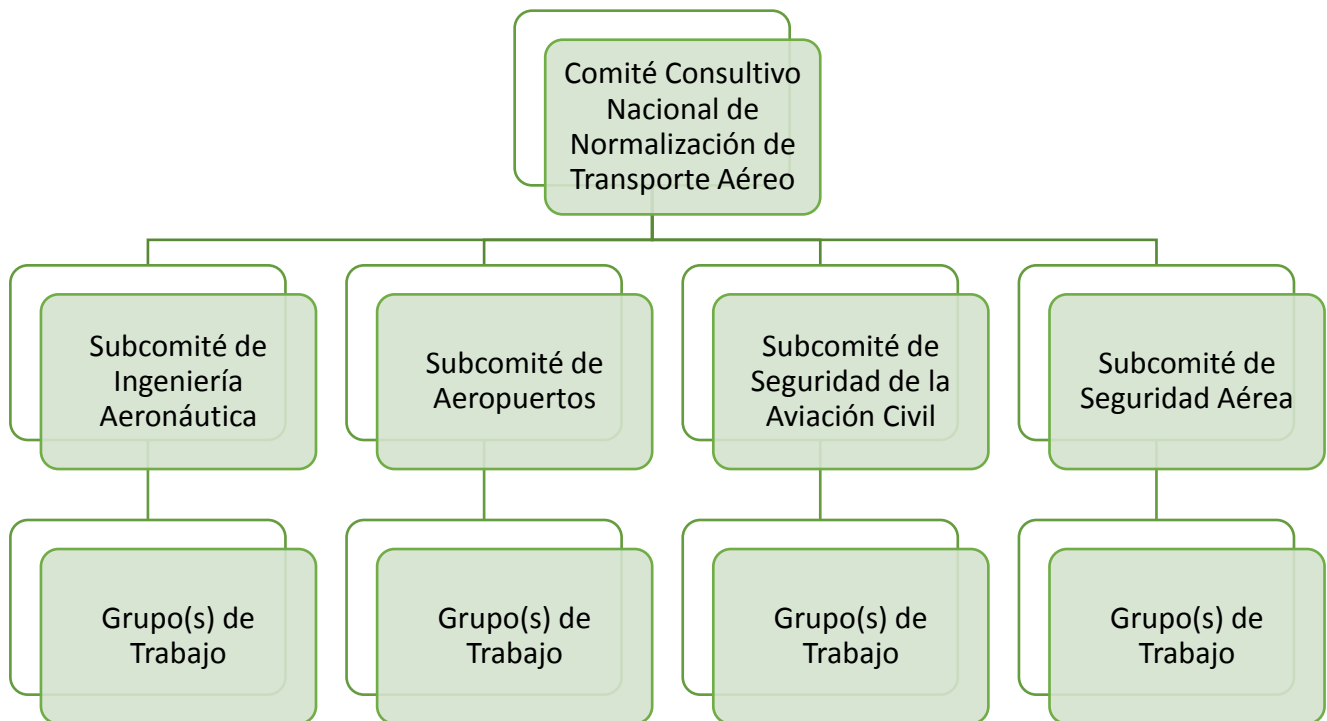 Comité Consultivo
Nacional de
Normalización de
Transporte Aéreo
Subcomité de
Ingeniería
Aeronáutica
Subcomité de
Aeropuertos
Subcomité de
Seguridad de la
Aviación Civil
Subcomité de
Seguridad Aérea
Grupo(s) de
Trabajo
Grupo(s) de
Trabajo
Grupo(s) de
Trabajo
Grupo(s) de
Trabajo